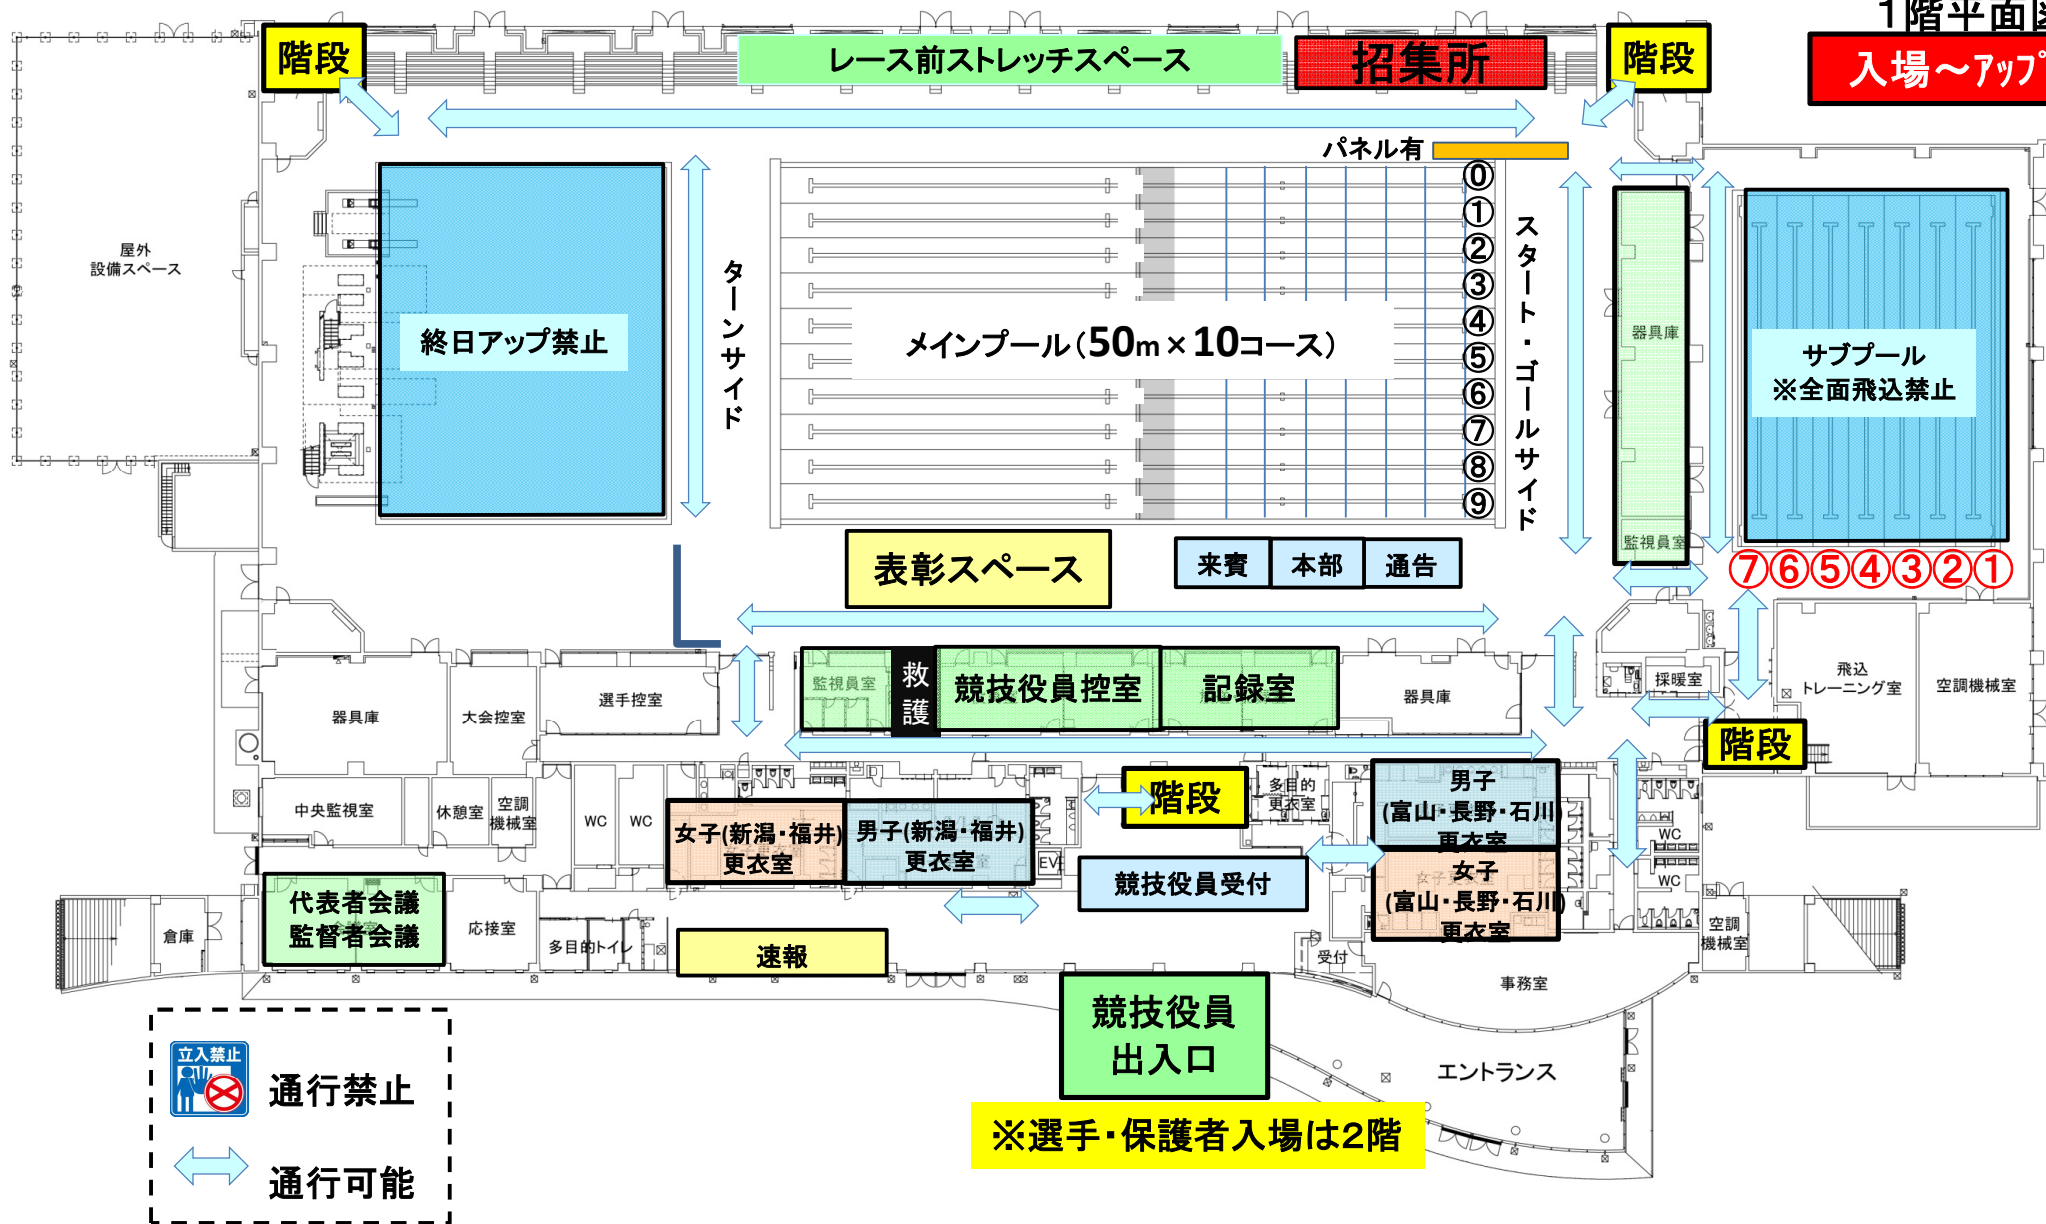 1階平面図
入場～アップ
階段
レース前ストレッチスペース
招集所
階段
パネル有
⓪
①
②
③
④
⑤
⑥
⑦
⑧
⑨
屋外
設備スペース
終日アップ禁止
ターンサイド
メインプール（50m×10コース）
スタート・ゴールサイド
器具庫
監視員室
サブプール
※全面飛込禁止
⑦⑥⑤④③②①
表彰スペース
来賓
本部
通告
器具庫
大会控室
選手控室
監視員室
救護
競技役員控室
記録室
器具庫
採暖室
飛込
トレーニング室
空調機械室
階段
中央監視室
休憩室
空調
機械室
WC
WC
女子(新潟・福井)
更衣室
男子(新潟・福井)
更衣室
EV
階段
多目的
更衣室
男子
(富山・長野・石川)
更衣室
女子
(富山・長野・石川)
更衣室
WC
WC
競技役員受付
倉庫
代表者会議
監督者会議
応接室
多目的トイレ
速報
受付
事務室
空調
機械室
競技役員
出入口
エントランス
※選手・保護者入場は2階
立入禁止
通行禁止
通行可能